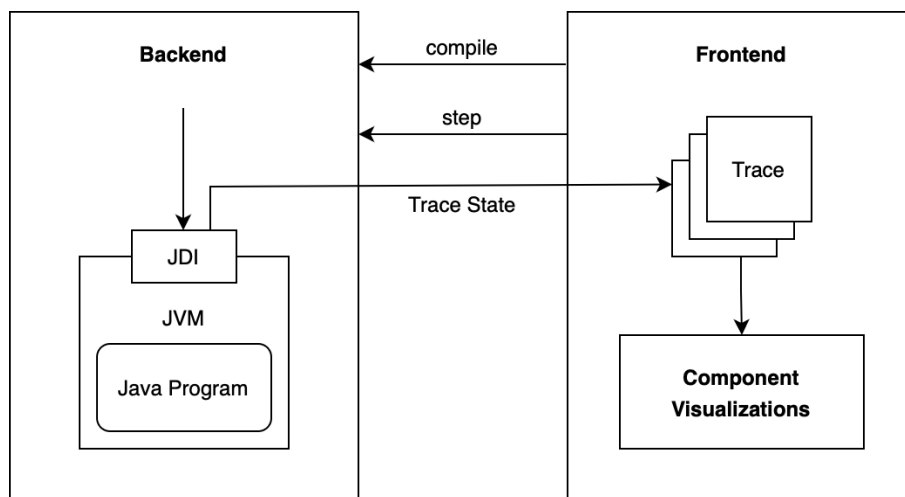 Backend
compile
Frontend
step
Trace
Trace State
JDI
JVM
Java Program
Component
Visualizations